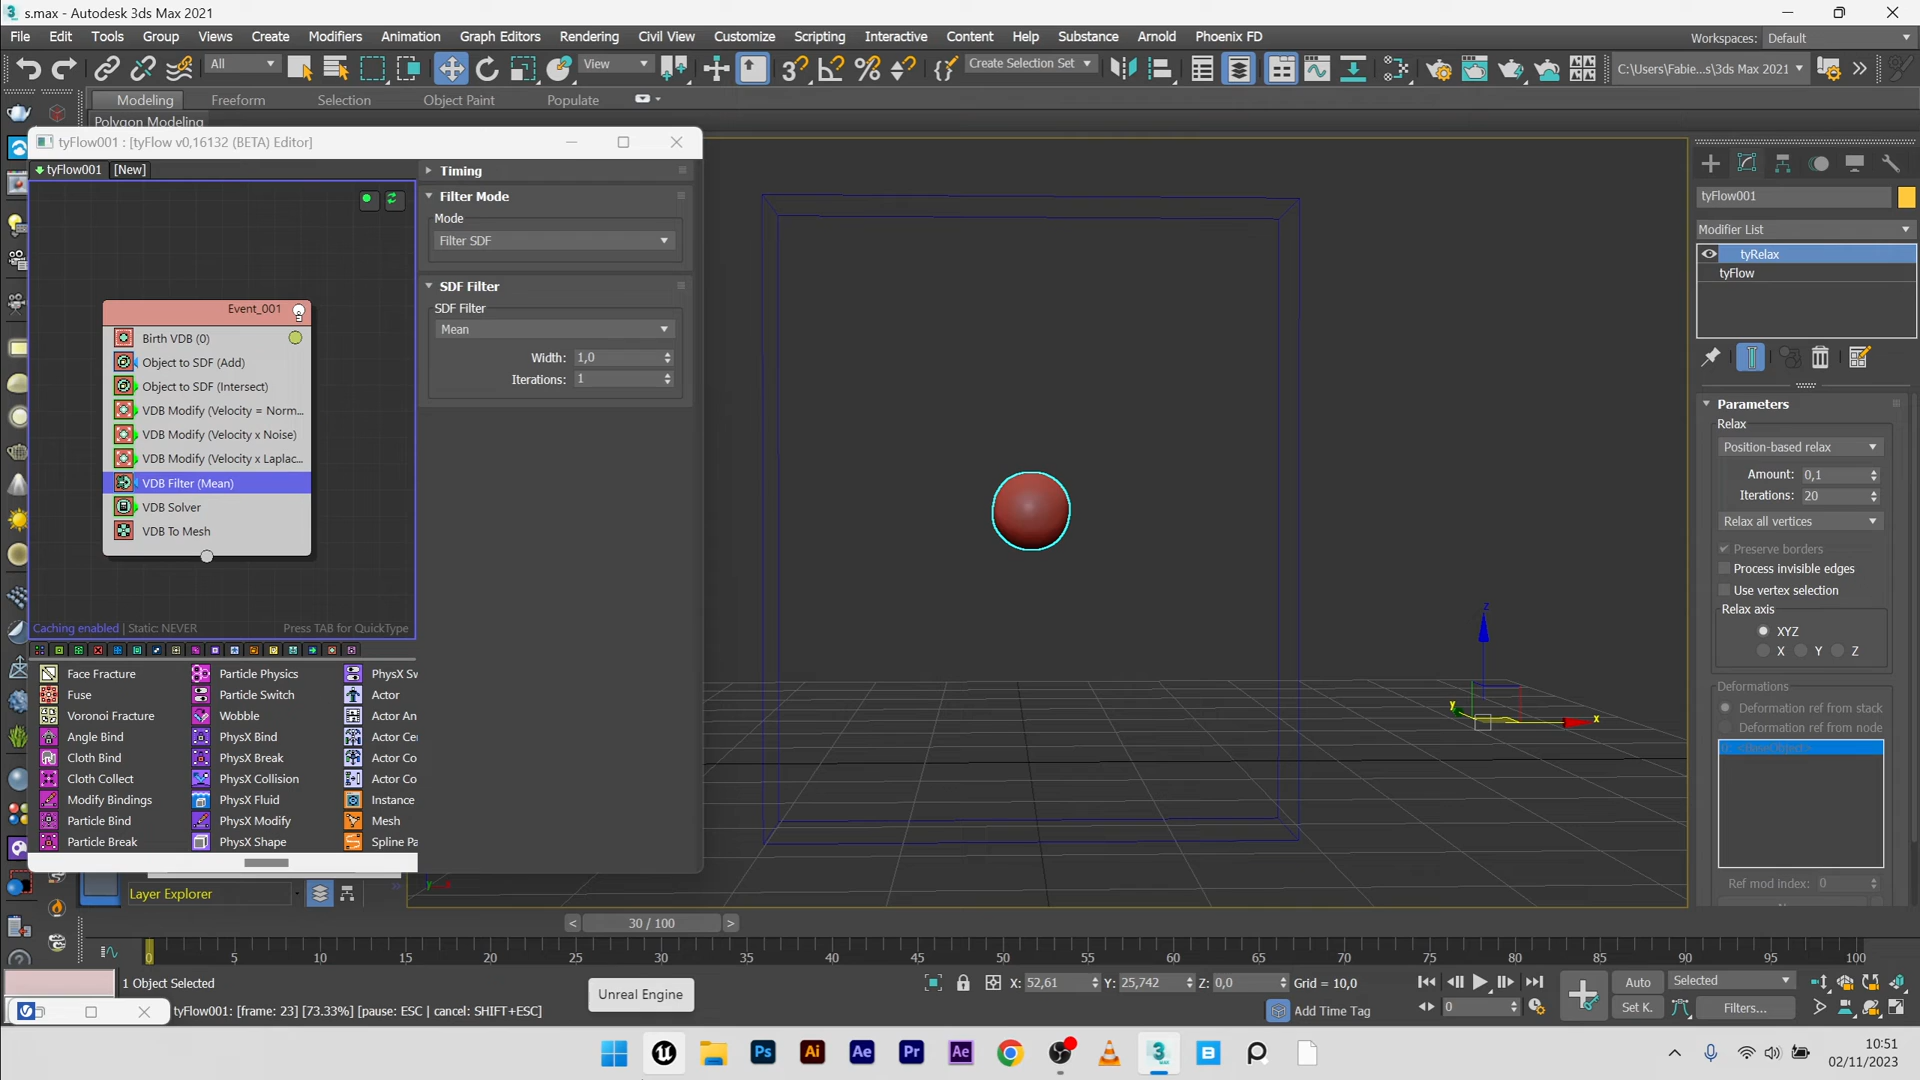 s.max - Autodesk 3ds Max 2021
File Edit Tools Group Views Create Modifiers Animation Graph Editors Rendering Civil View Customize Scripting Interactive Content Help Substance Arnold Phoenix FD
Workspaces: Default
All
View
Create Selection Set
C:\Users\Fabie...s\3ds Max 2021
Modeling Freeform Selection Object Paint Populate
Polygon Modeling
tyFlow001 : [tyFlow v0,16132 (BETA) Editor]
tyFlow001 [New]
Timing
Filter Mode
Mode
Filter SDF
SDF Filter
SDF Filter
Mean
Width: 1,0
Iterations: 1
Event_001
Birth VDB (0)
Object to SDF (Add)
Object to SDF (Intersect)
VDB Modify (Velocity = Norm...
VDB Modify (Velocity x Noise)
VDB Modify (Velocity x Laplac...
VDB Filter (Mean)
VDB Solver
VDB To Mesh
Caching enabled | Static: NEVER
Press TAB for QuickType
Face Fracture Particle Physics PhysX Sw
Fuse Particle Switch Actor
Voronoi Fracture Wobble Actor An
Angle Bind PhysX Bind Actor Ce
Cloth Bind PhysX Break Actor Co
Cloth Collect PhysX Collision Actor Co
Modify Bindings PhysX Fluid Instance
Particle Bind PhysX Modify Mesh
Particle Break PhysX Shape Spline Pa
Layer Explorer
z
y
x
tyFlow001
Modifier List
tyRelax
tyFlow
Parameters
Relax
Position-based relax
Amount: 0,1
Iterations: 20
Relax all vertices
Preserve borders
Process invisible edges
Use vertex selection
Relax axis
XYZ
X Y Z
Deformations
Deformation ref from stack
Deformation ref from node
0: <BaseObject>
Ref mod index: 0
< 30 / 100 >
0 5 10 15 20 25 30 35 40 45 50 55 60 65 70 75 80 85 90 95 100
1 Object Selected
Unreal Engine
X: 52,61 Y: 25,742 Z: 0,0 Grid = 10,0
Auto Selected
tyFlow001: [frame: 23] [73.33%] [pause: ESC | cancel: SHIFT+ESC]
Add Time Tag
0
Set K. Filters...
Ps Ai Ae Pr Ae
10:51
02/11/2023